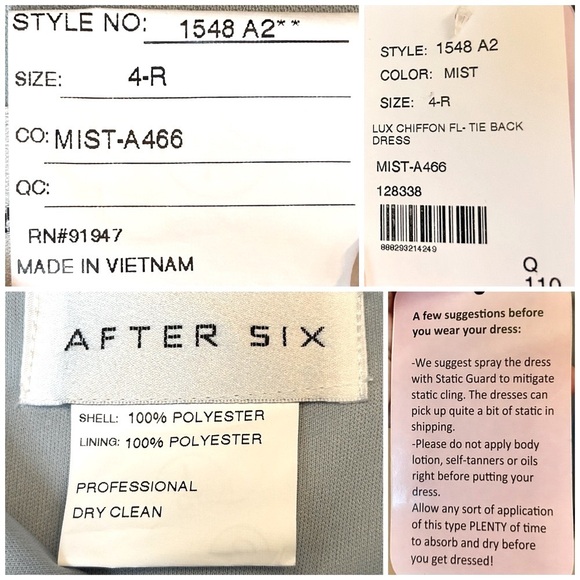 STYLE NO: 1548 A2**
SIZE: 4-R
CO: MIST-A466
QC:
RN#91947
MADE IN VIETNAM
STYLE: 1548 A2
COLOR: MIST
SIZE: 4-R
LUX CHIFFON FL- TIE BACK
DRESS
MIST-A466
128338
888293214249
Q
110
AFTER SIX
SHELL: 100% POLYESTER
LINING: 100% POLYESTER
PROFESSIONAL
DRY CLEAN
A few suggestions before
you wear your dress:
-We suggest spray the dress
with Static Guard to mitigate
static cling. The dresses can
pick up quite a bit of static in
shipping.
-Please do not apply body
lotion, self-tanners or oils
right before putting your
dress.
Allow any sort of application
of this type PLENTY of time
to absorb and dry before
you get dressed!